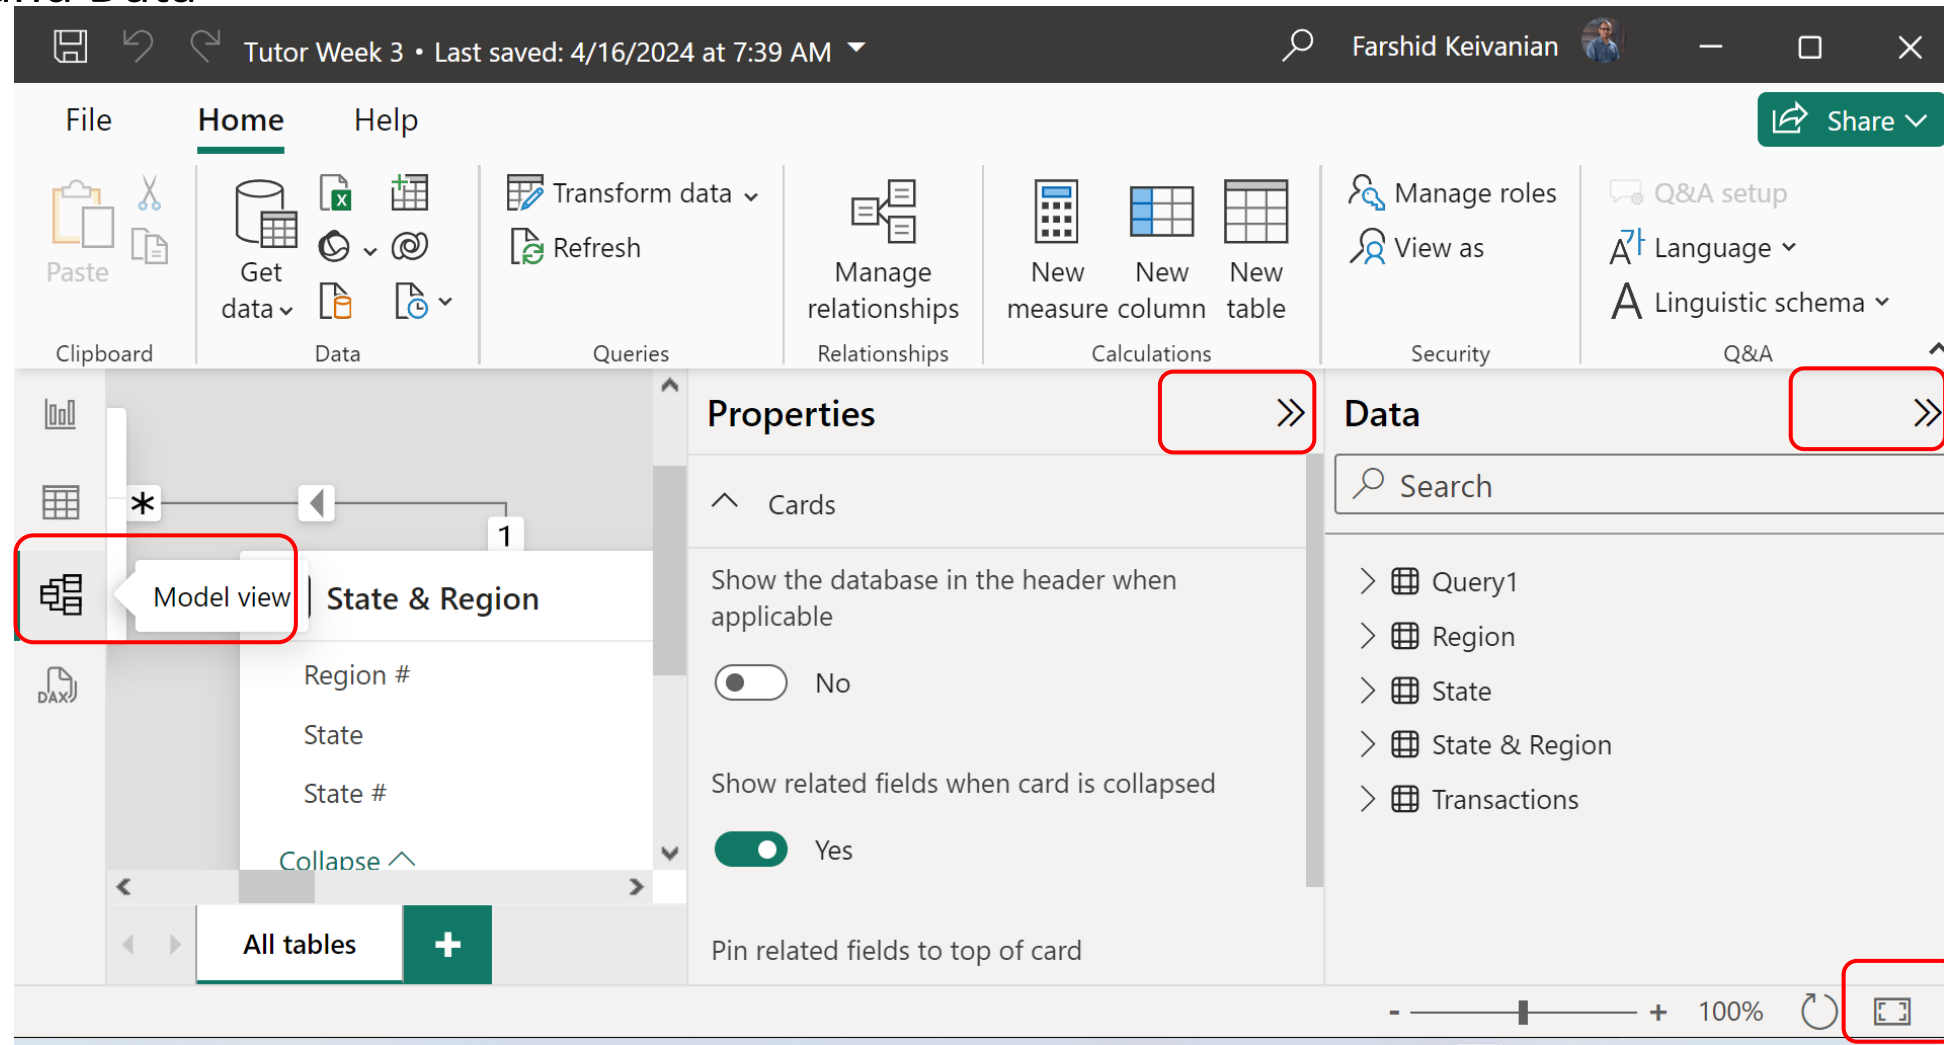 and Data
Tutor Week 3 • Last saved: 4/16/2024 at 7:39 AM
Farshid Keivanian
File
Home
Help
Share
Paste
Clipboard
Get
data
Data
Transform data
Refresh
Queries
Manage
relationships
Relationships
New
measure
New
column
New
table
Calculations
Manage roles
View as
Security
Q&A setup
Language
Linguistic schema
Q&A
*
1
Model view
State & Region
Region #
State
State #
Collapse
DAX
All tables
+
Properties
Cards
Show the database in the header when
applicable
No
Show related fields when card is collapsed
Yes
Pin related fields to top of card
Data
Search
Query1
Region
State
State & Region
Transactions
- + 100%